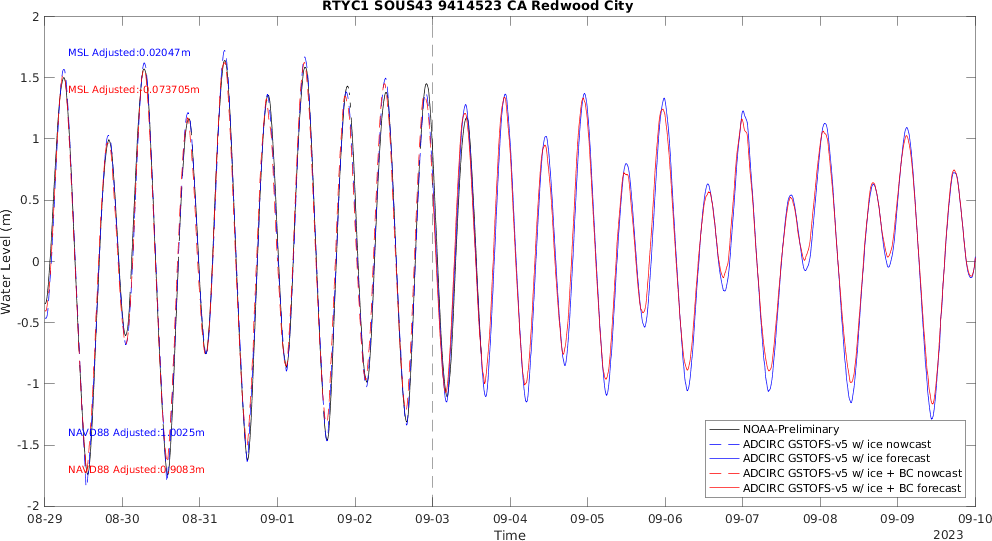 RTYC1 SOUS43 9414523 CA Redwood City
2
1.5
1
0.5
0
-0.5
-1
-1.5
-2
Water Level (m)
MSL Adjusted:0.02047m
MSL Adjusted:-0.073705m
NAVD88 Adjusted:1.0025m
NAVD88 Adjusted:0.9083m
NOAA-Preliminary
ADCIRC GSTOFS-v5 w/ ice nowcast
ADCIRC GSTOFS-v5 w/ ice forecast
ADCIRC GSTOFS-v5 w/ ice + BC nowcast
ADCIRC GSTOFS-v5 w/ ice + BC forecast
08-29 08-30 08-31 09-01 09-02 09-03 09-04 09-05 09-06 09-07 09-08 09-09 09-10
Time
2023